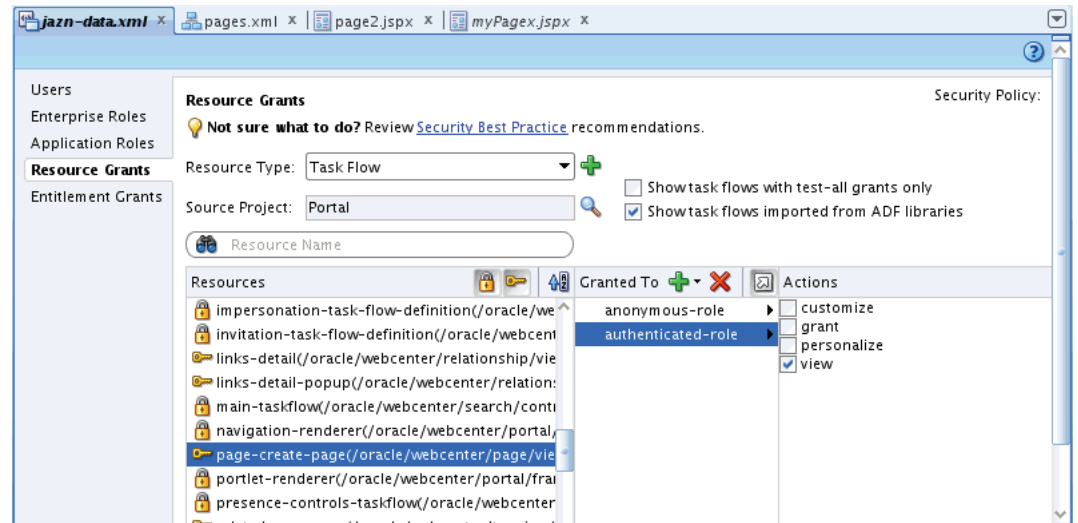 jazn-data.xml x pages.xml x page2.jspx x myPagex.jspx x
Users
Enterprise Roles
Application Roles
Resource Grants
Entitlement Grants
Resource Grants
Security Policy:
Not sure what to do? Review Security Best Practice recommendations.
Resource Type: Task Flow
Show task flows with test-all grants only
Source Project: Portal
Show task flows imported from ADF libraries
Resource Name
Resources
Granted To
Actions
impersonation-task-flow-definition(/oracle/we
invitation-task-flow-definition(/oracle/webcent
links-detail(/oracle/webcenter/relationship/vie
links-detail-popup(/oracle/webcenter/relations
main-taskflow(/oracle/webcenter/search/contr
navigation-renderer(/oracle/webcenter/portal/
page-create-page(/oracle/webcenter/page/vie
portlet-renderer(/oracle/webcenter/portal/fra
presence-controls-taskflow(/oracle/webcenter
anonymous-role
authenticated-role
customize
grant
personalize
view